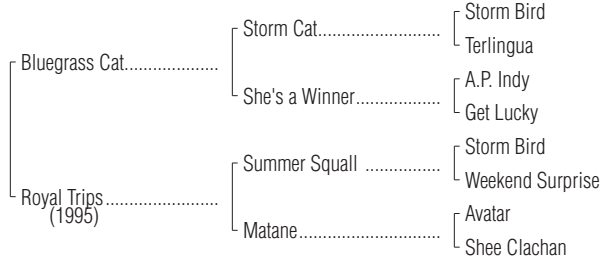 Storm Bird
Storm Cat..........................
Terlingua
Bluegrass Cat....................
A.P. Indy
She's a Winner..................
Get Lucky
Storm Bird
Summer Squall ................
Weekend Surprise
Royal Trips........................
(1995)
Avatar
Matane..............................
Shee Clachan